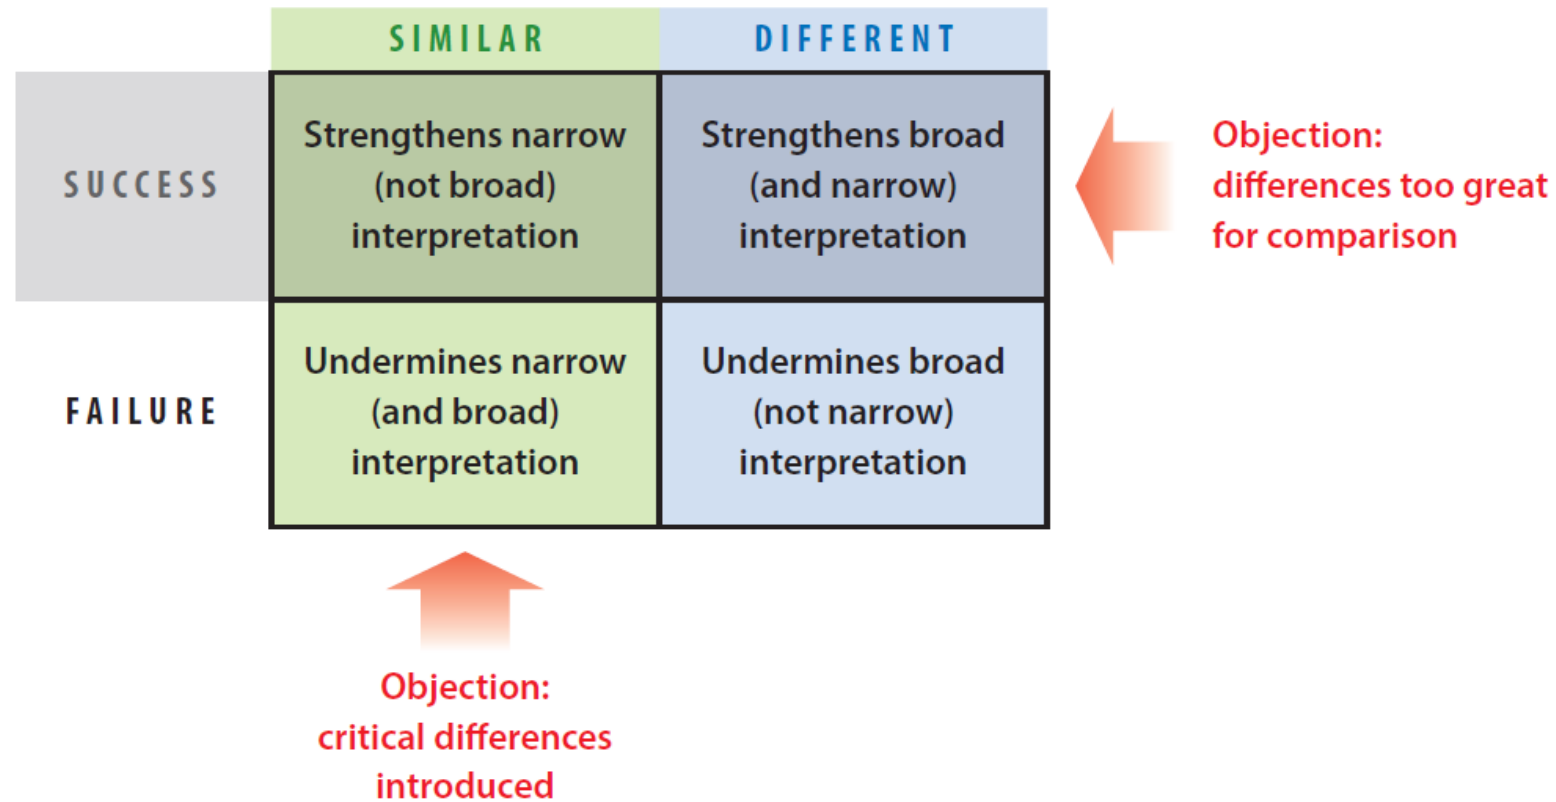 SIMILAR
DIFFERENT
SUCCESS
Strengthens narrow
(not broad)
interpretation
Strengthens broad
(and narrow)
interpretation
Objection:
differences too great
for comparison
FAILURE
Undermines narrow
(and broad)
interpretation
Undermines broad
(not narrow)
interpretation
Objection:
critical differences
introduced